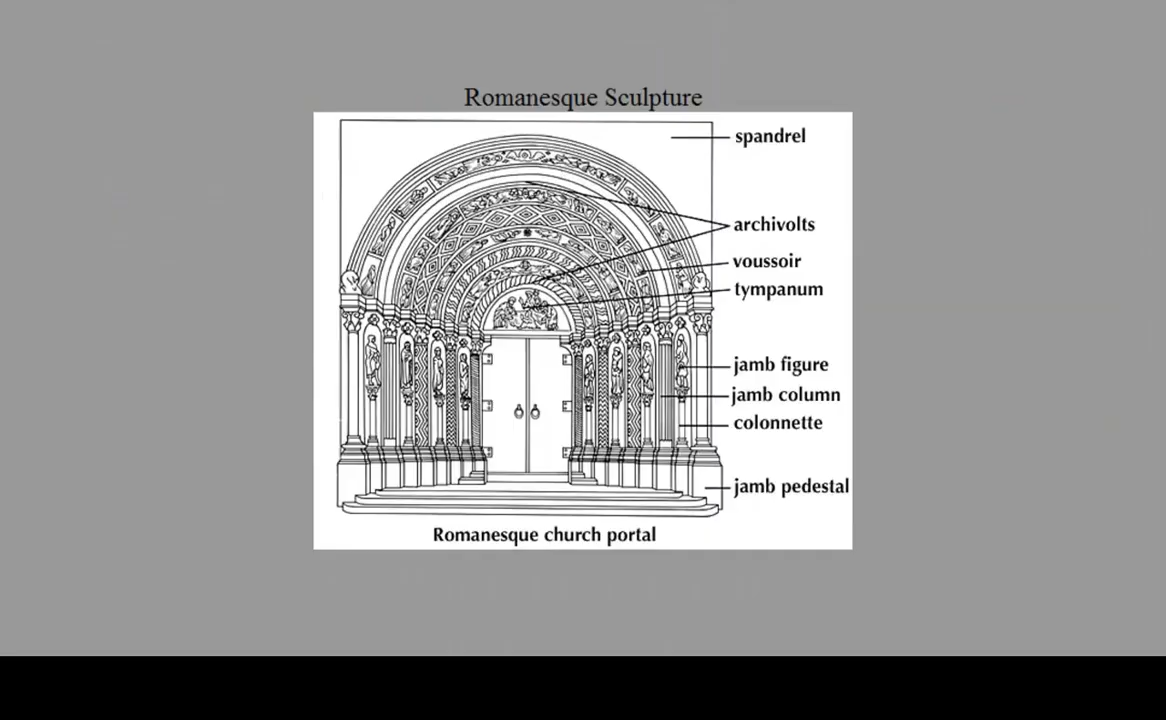 Romanesque Sculpture
spandrel
archivolts
voussoir
tympanum
jamb figure
jamb column
colonnette
jamb pedestal
Romanesque church portal